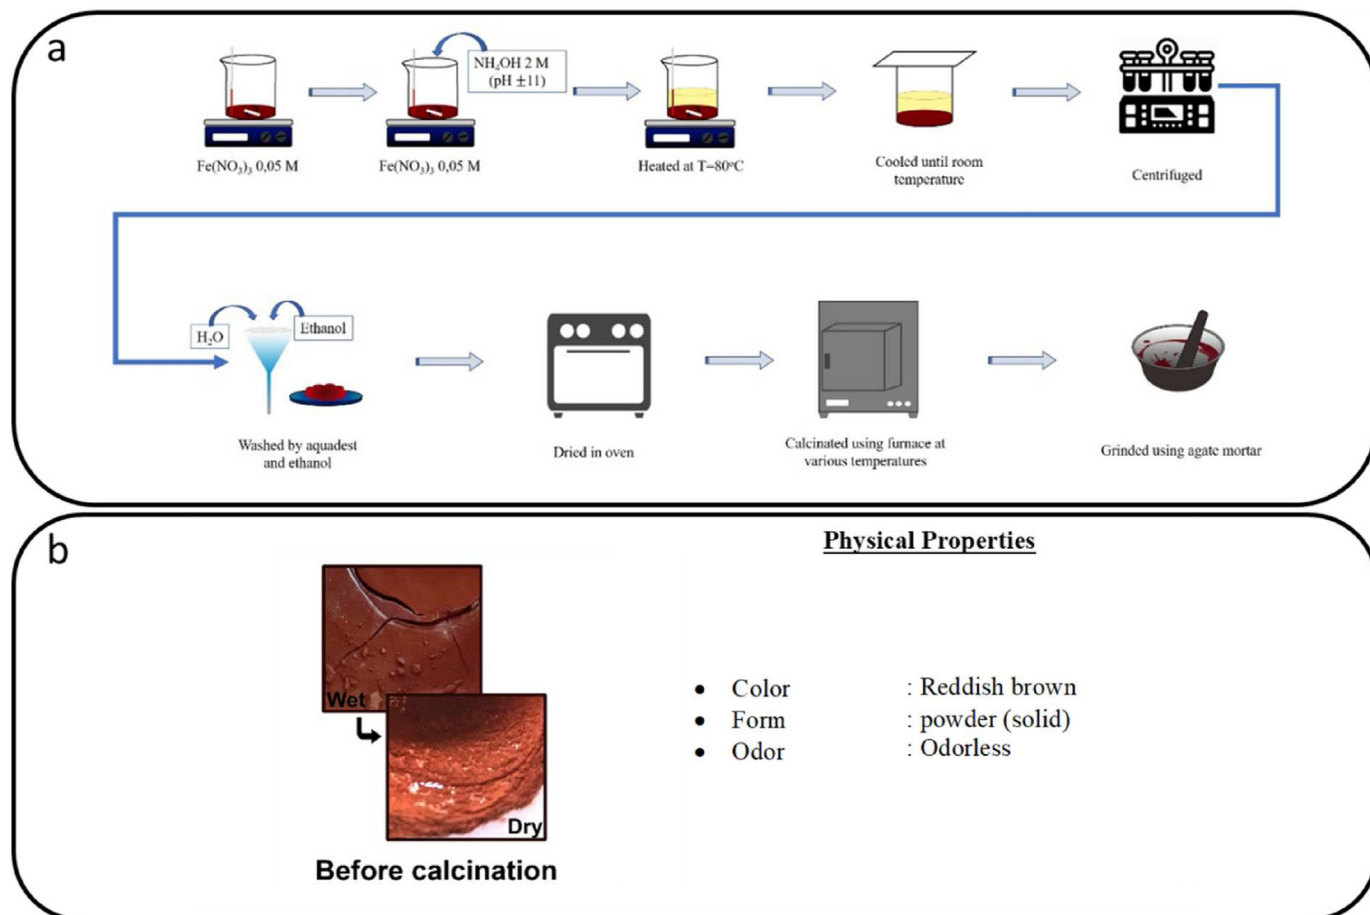 a
NH4OH 2 M
(pH ±11)
Fe(NO3)3 0,05 M
Fe(NO3)3 0,05 M
Heated at T=80ºC
Cooled until room
temperature
Centrifuged
H2O
Ethanol
Washed by aquadest
and ethanol
Dried in oven
Calcinated using furnace at
various temperatures
Grinded using agate mortar
b
Wet
Dry
Before calcination
Physical Properties
• Color : Reddish brown
• Form : powder (solid)
• Odor : Odorless